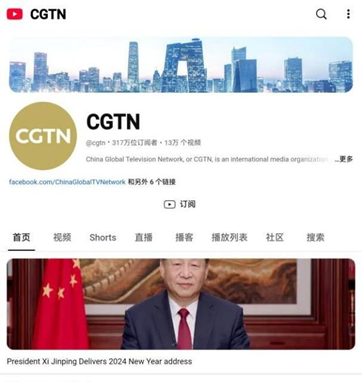 CGTN
CGTN
CGTN
@cgtn・317万位订阅者・13万 个视频
China Global Television Network, or CGTN, is an international media organization ...更多
facebook.com/ChinaGlobalTVNetwork 和另外 6 个链接
订阅
首页 视频 Shorts 直播 播客 播放列表 社区 搜索
President Xi Jinping Delivers 2024 New Year address